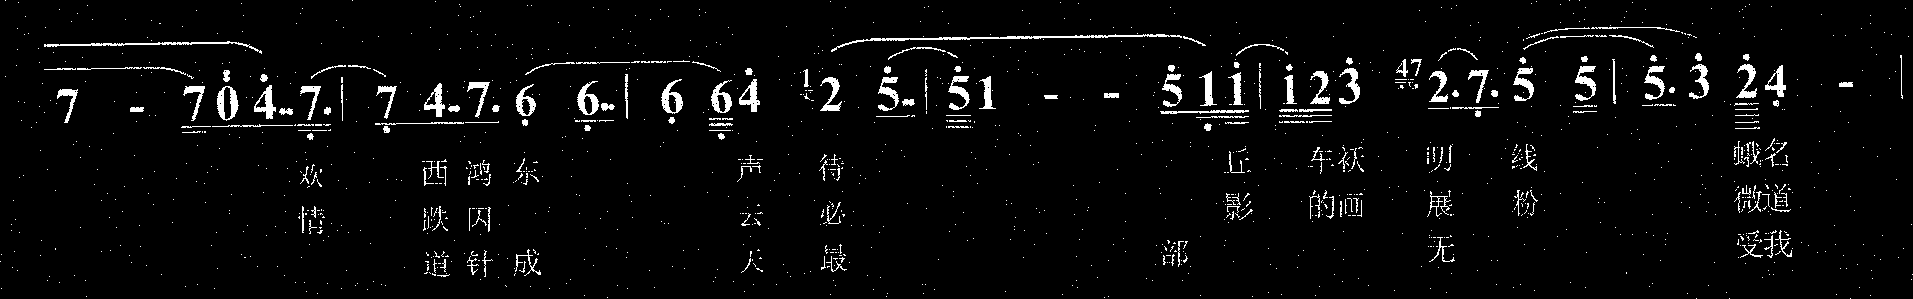 7 - 7 0 4·· 7· | 7 4· 7· 6 6·· | 6 6 4 1 2 5·· | 5 1 - - 5 1 1 | 1 2 3 47 2· 7· 5 5 | 5· 3 2 4 - |
欢 西 鸿 东 声 待 丘 车 袄 明 线 蛾 名
情 跌 闪 云 必 影 的 画 展 粉 微 道
道 针 成 天 最 部 无 受 我